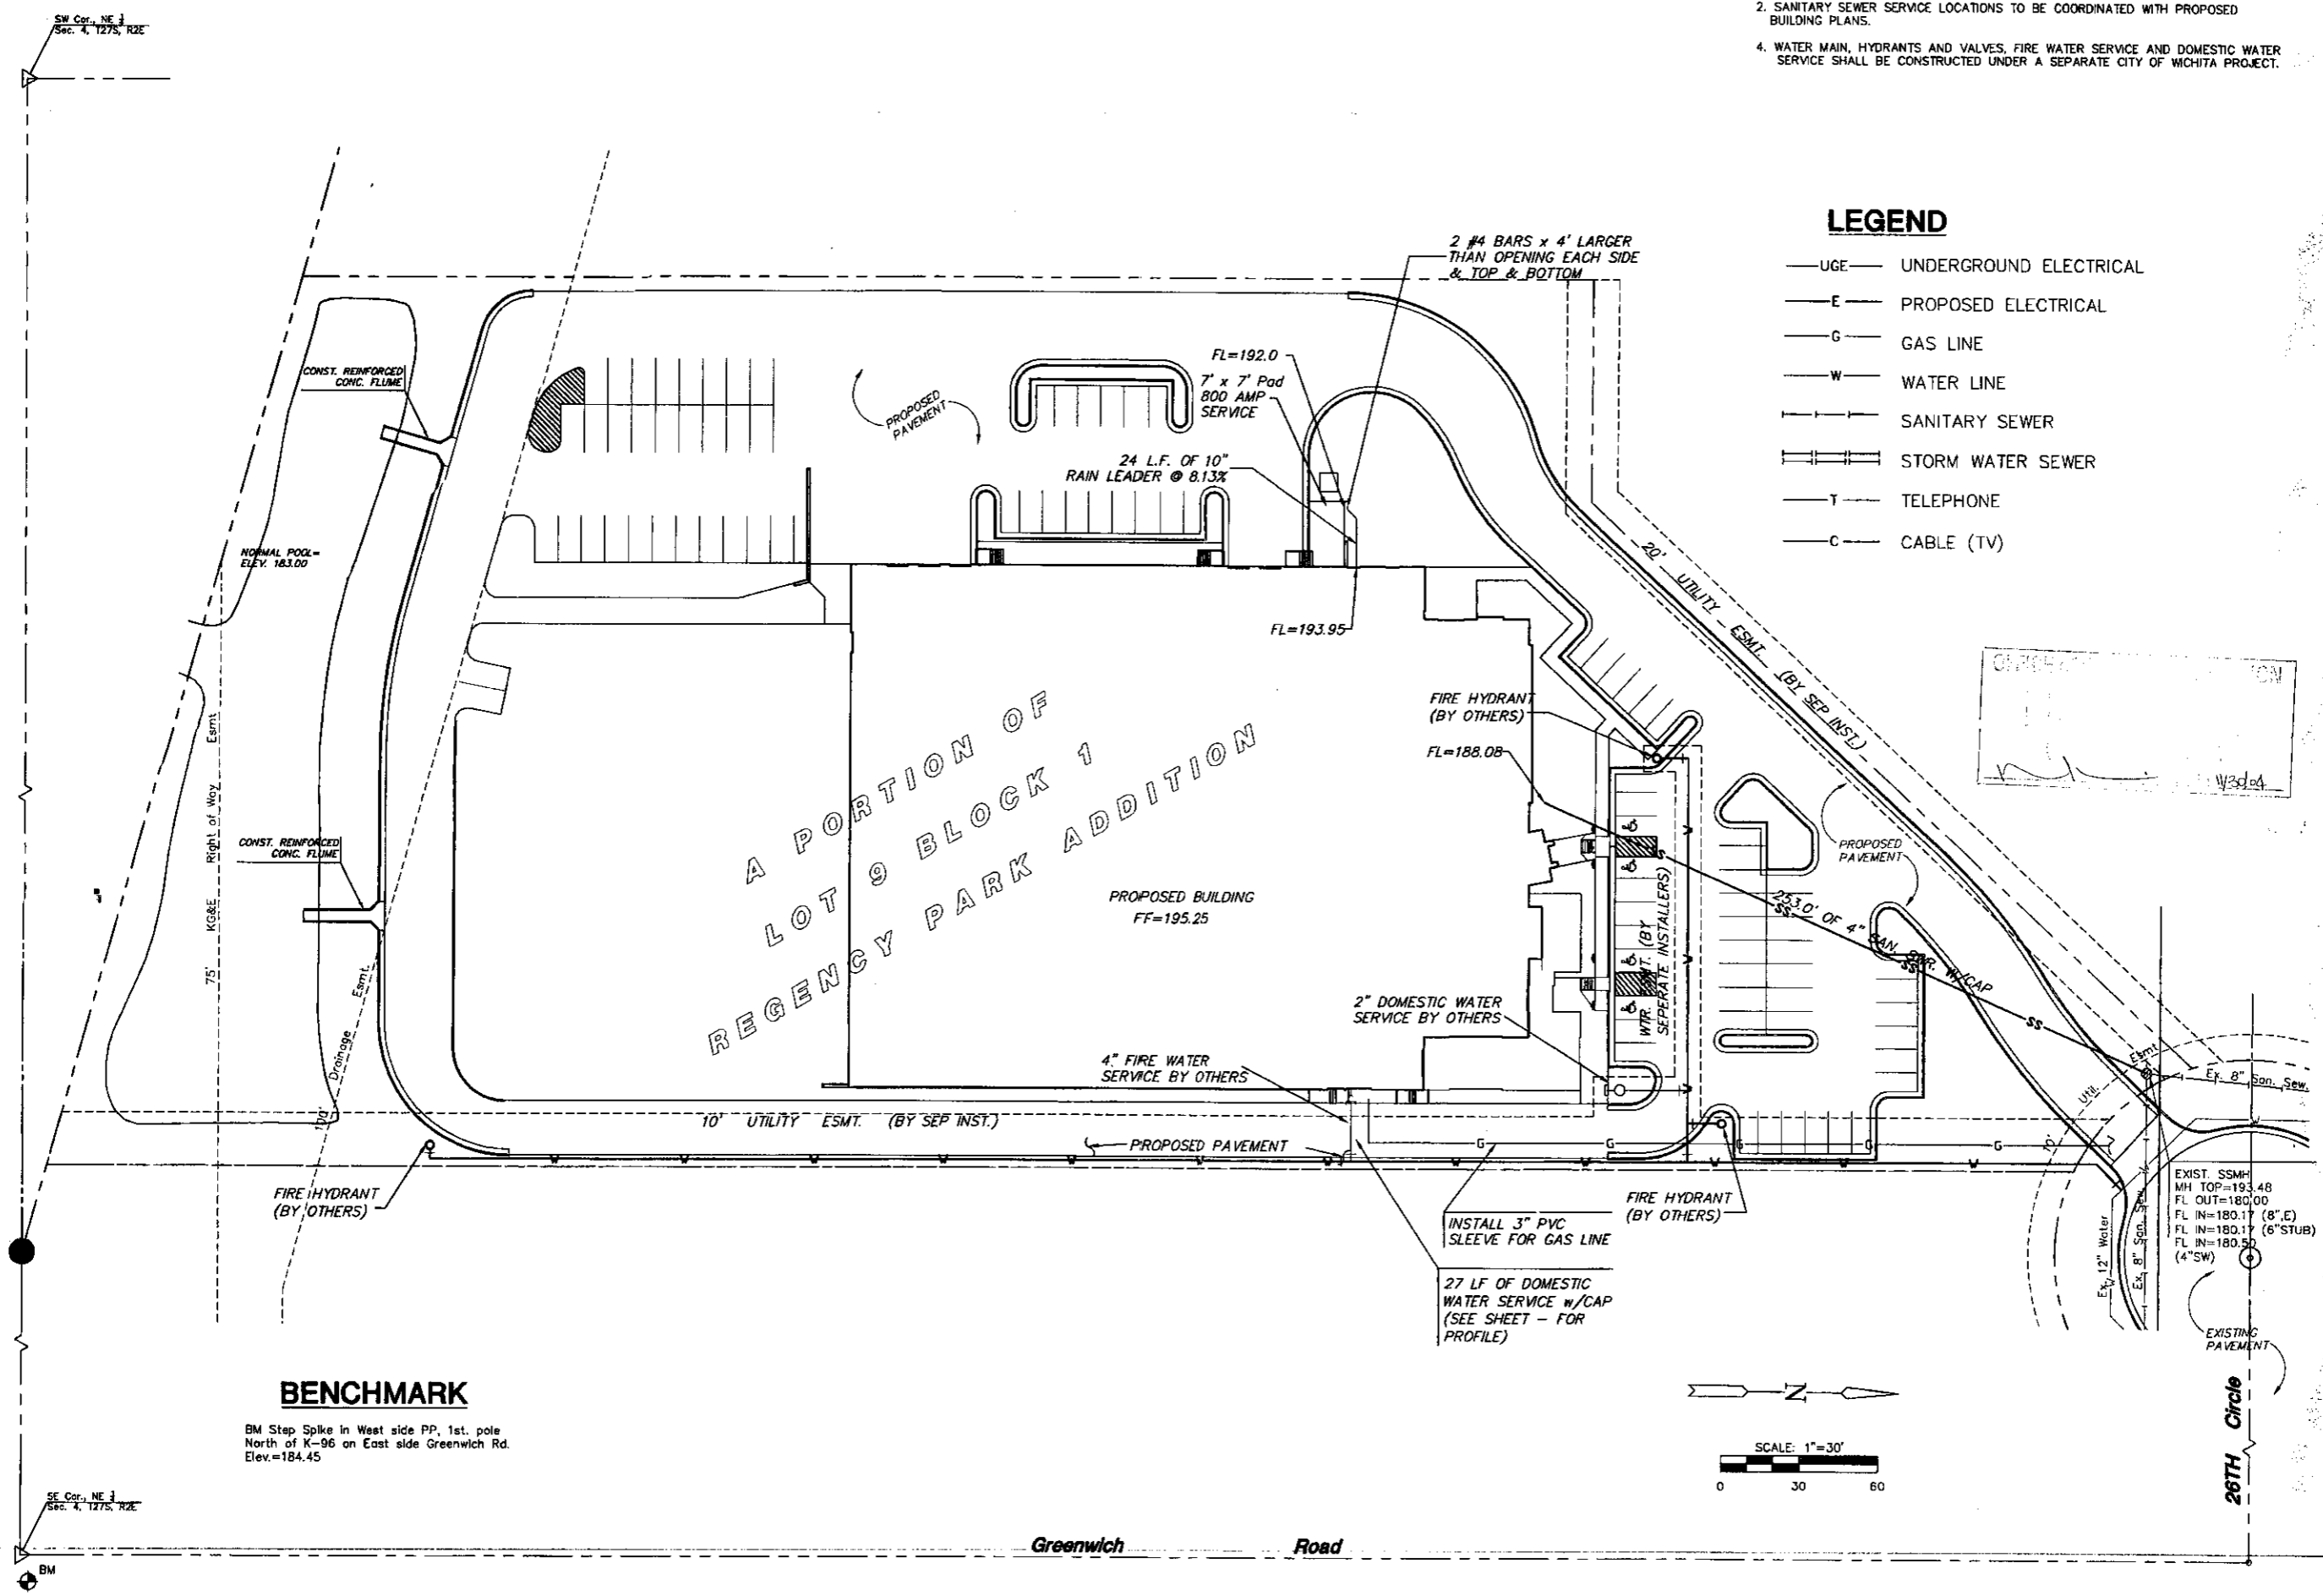 SW Cor., NE ¼
Sec. 4, T27S, R2E
2. SANITARY SEWER SERVICE LOCATIONS TO BE COORDINATED WITH PROPOSED
BUILDING PLANS.
4. WATER MAIN, HYDRANTS AND VALVES, FIRE WATER SERVICE AND DOMESTIC WATER
SERVICE SHALL BE CONSTRUCTED UNDER A SEPARATE CITY OF WICHITA PROJECT.
LEGEND
UGE UNDERGROUND ELECTRICAL
E PROPOSED ELECTRICAL
G GAS LINE
W WATER LINE
SANITARY SEWER
STORM WATER SEWER
T TELEPHONE
C CABLE (TV)
2 #4 BARS x 4' LARGER
THAN OPENING EACH SIDE
& TOP & BOTTOM
FL=192.0
7' x 7' Pad
800 AMP
SERVICE
24 L.F. OF 10"
RAIN LEADER @ 8.13%
CONST. REINFORCED
CONC. FLUME
PROPOSED
PAVEMENT
NORMAL POOL=
ELEV. 183.00
FL=193.95
20' UTILITY ESMT. (BY SEP INST.)
FIRE HYDRANT
(BY OTHERS)
FL=188.08
75' KG&E Right of Way Esmt
CONST. REINFORCED
CONC. FLUME
A PORTION OF
LOT 9 BLOCK 1
REGENCY PARK ADDITION
PROPOSED BUILDING
FF=195.25
PROPOSED
PAVEMENT
WTR. ESMT. (BY
SEPERATE INSTALLERS)
253.0' OF 4" SAN. SWR. W/CAP
S
SS
SS
SS
2" DOMESTIC WATER
SERVICE BY OTHERS
4" FIRE WATER
SERVICE BY OTHERS
100' Drainage Esmt.
10' UTILITY ESMT. (BY SEP INST.)
PROPOSED PAVEMENT
G G G G G
W W W W W W W W W W W W
10' Util. Esmt
Ex. 8" San. Sew.
FIRE HYDRANT
(BY OTHERS)
FIRE HYDRANT
(BY OTHERS)
INSTALL 3" PVC
SLEEVE FOR GAS LINE
27 LF OF DOMESTIC
WATER SERVICE w/CAP
(SEE SHEET – FOR
PROFILE)
EXIST. SSMH
MH TOP=193.48
FL OUT=180.00
FL IN=180.17 (8",E)
FL IN=180.17 (6"STUB)
FL IN=180.50
(4"SW)
Ex. 12" Water
Ex. 8" San. Sew.
EXISTING
PAVEMENT
BENCHMARK
BM Step Spike in West side PP, 1st. pole
North of K-96 on East side Greenwich Rd.
Elev.=184.45
N
SCALE: 1"=30'
0 30 60
26TH Circle
SE Cor., NE ¼
Sec. 4, T27S, R2E
Greenwich Road
BM